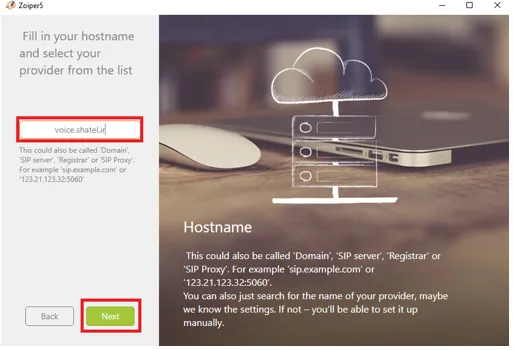 Zoiper5
Fill in your hostname
and select your
provider from the list
voice.shatel.ir
This could also be called 'Domain',
'SIP server', 'Registrar' or 'SIP Proxy'.
For example 'sip.example.com' or
'123.21.123.32:5060'
Back
Next
Hostname
This could also be called 'Domain', 'SIP server', 'Registrar' or
'SIP Proxy'. For example 'sip.example.com' or
'123.21.123.32:5060'.
You can also just search for the name of your provider, maybe
we know the settings. If not – you'll be able to set it up
manually.